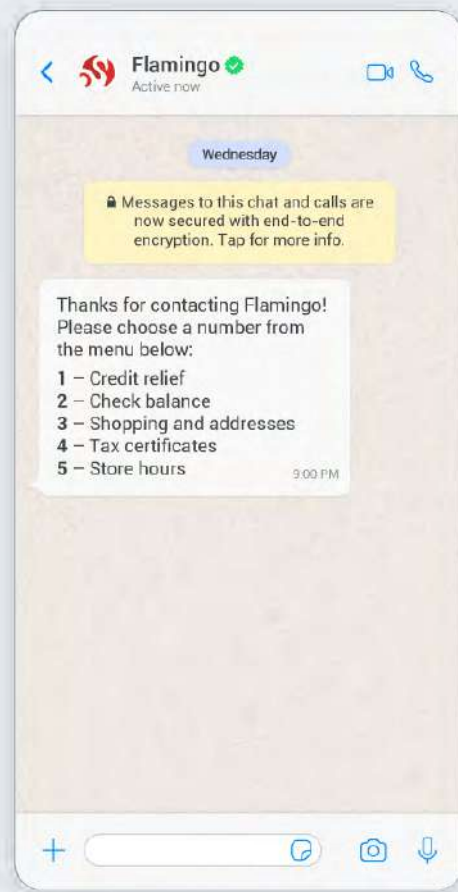 Flamingo
Active now
Wednesday
Messages to this chat and calls are
now secured with end-to-end
encryption. Tap for more info.
Thanks for contacting Flamingo!
Please choose a number from
the menu below:
1 – Credit relief
2 – Check balance
3 – Shopping and addresses
4 – Tax certificates
5 – Store hours
9:00 PM